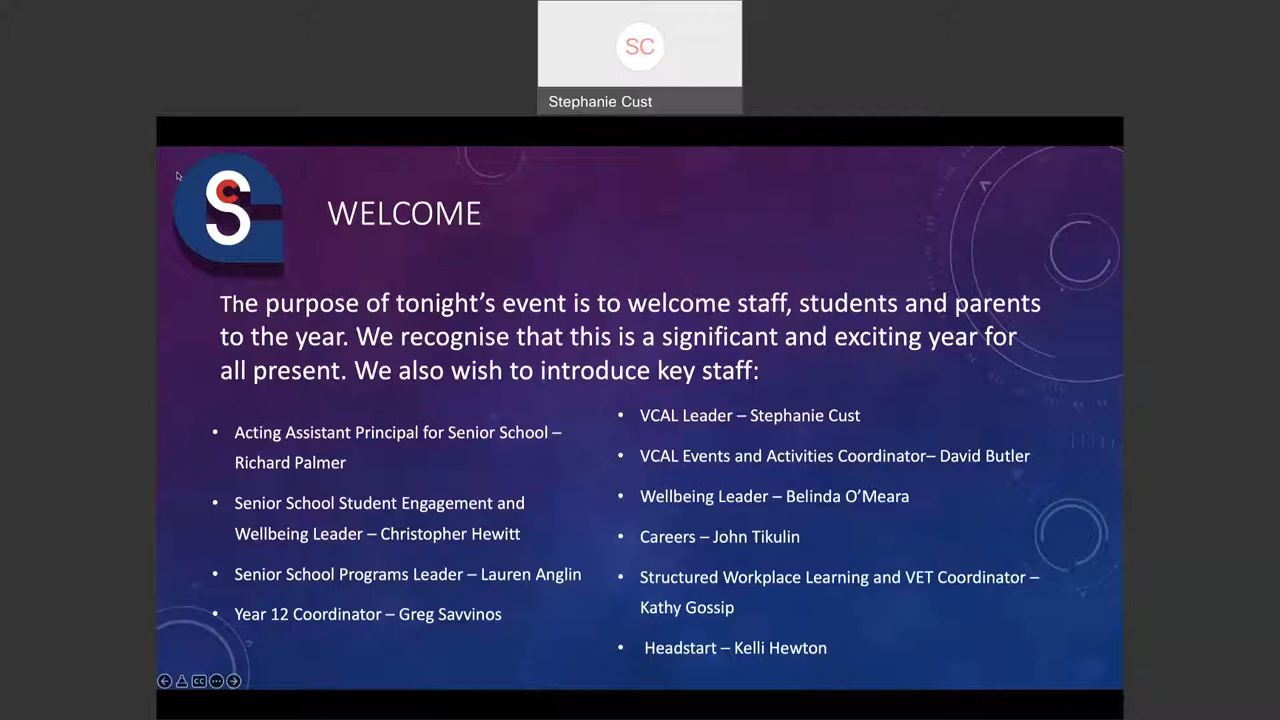 SC
Stephanie Cust
S
C
WELCOME
The purpose of tonight’s event is to welcome staff, students and parents
to the year. We recognise that this is a significant and exciting year for
all present. We also wish to introduce key staff:
• Acting Assistant Principal for Senior School –
Richard Palmer
• Senior School Student Engagement and
Wellbeing Leader – Christopher Hewitt
• Senior School Programs Leader – Lauren Anglin
• Year 12 Coordinator – Greg Savvinos
• VCAL Leader – Stephanie Cust
• VCAL Events and Activities Coordinator– David Butler
• Wellbeing Leader – Belinda O’Meara
• Careers – John Tikulin
• Structured Workplace Learning and VET Coordinator –
Kathy Gossip
• Headstart – Kelli Hewton
CC